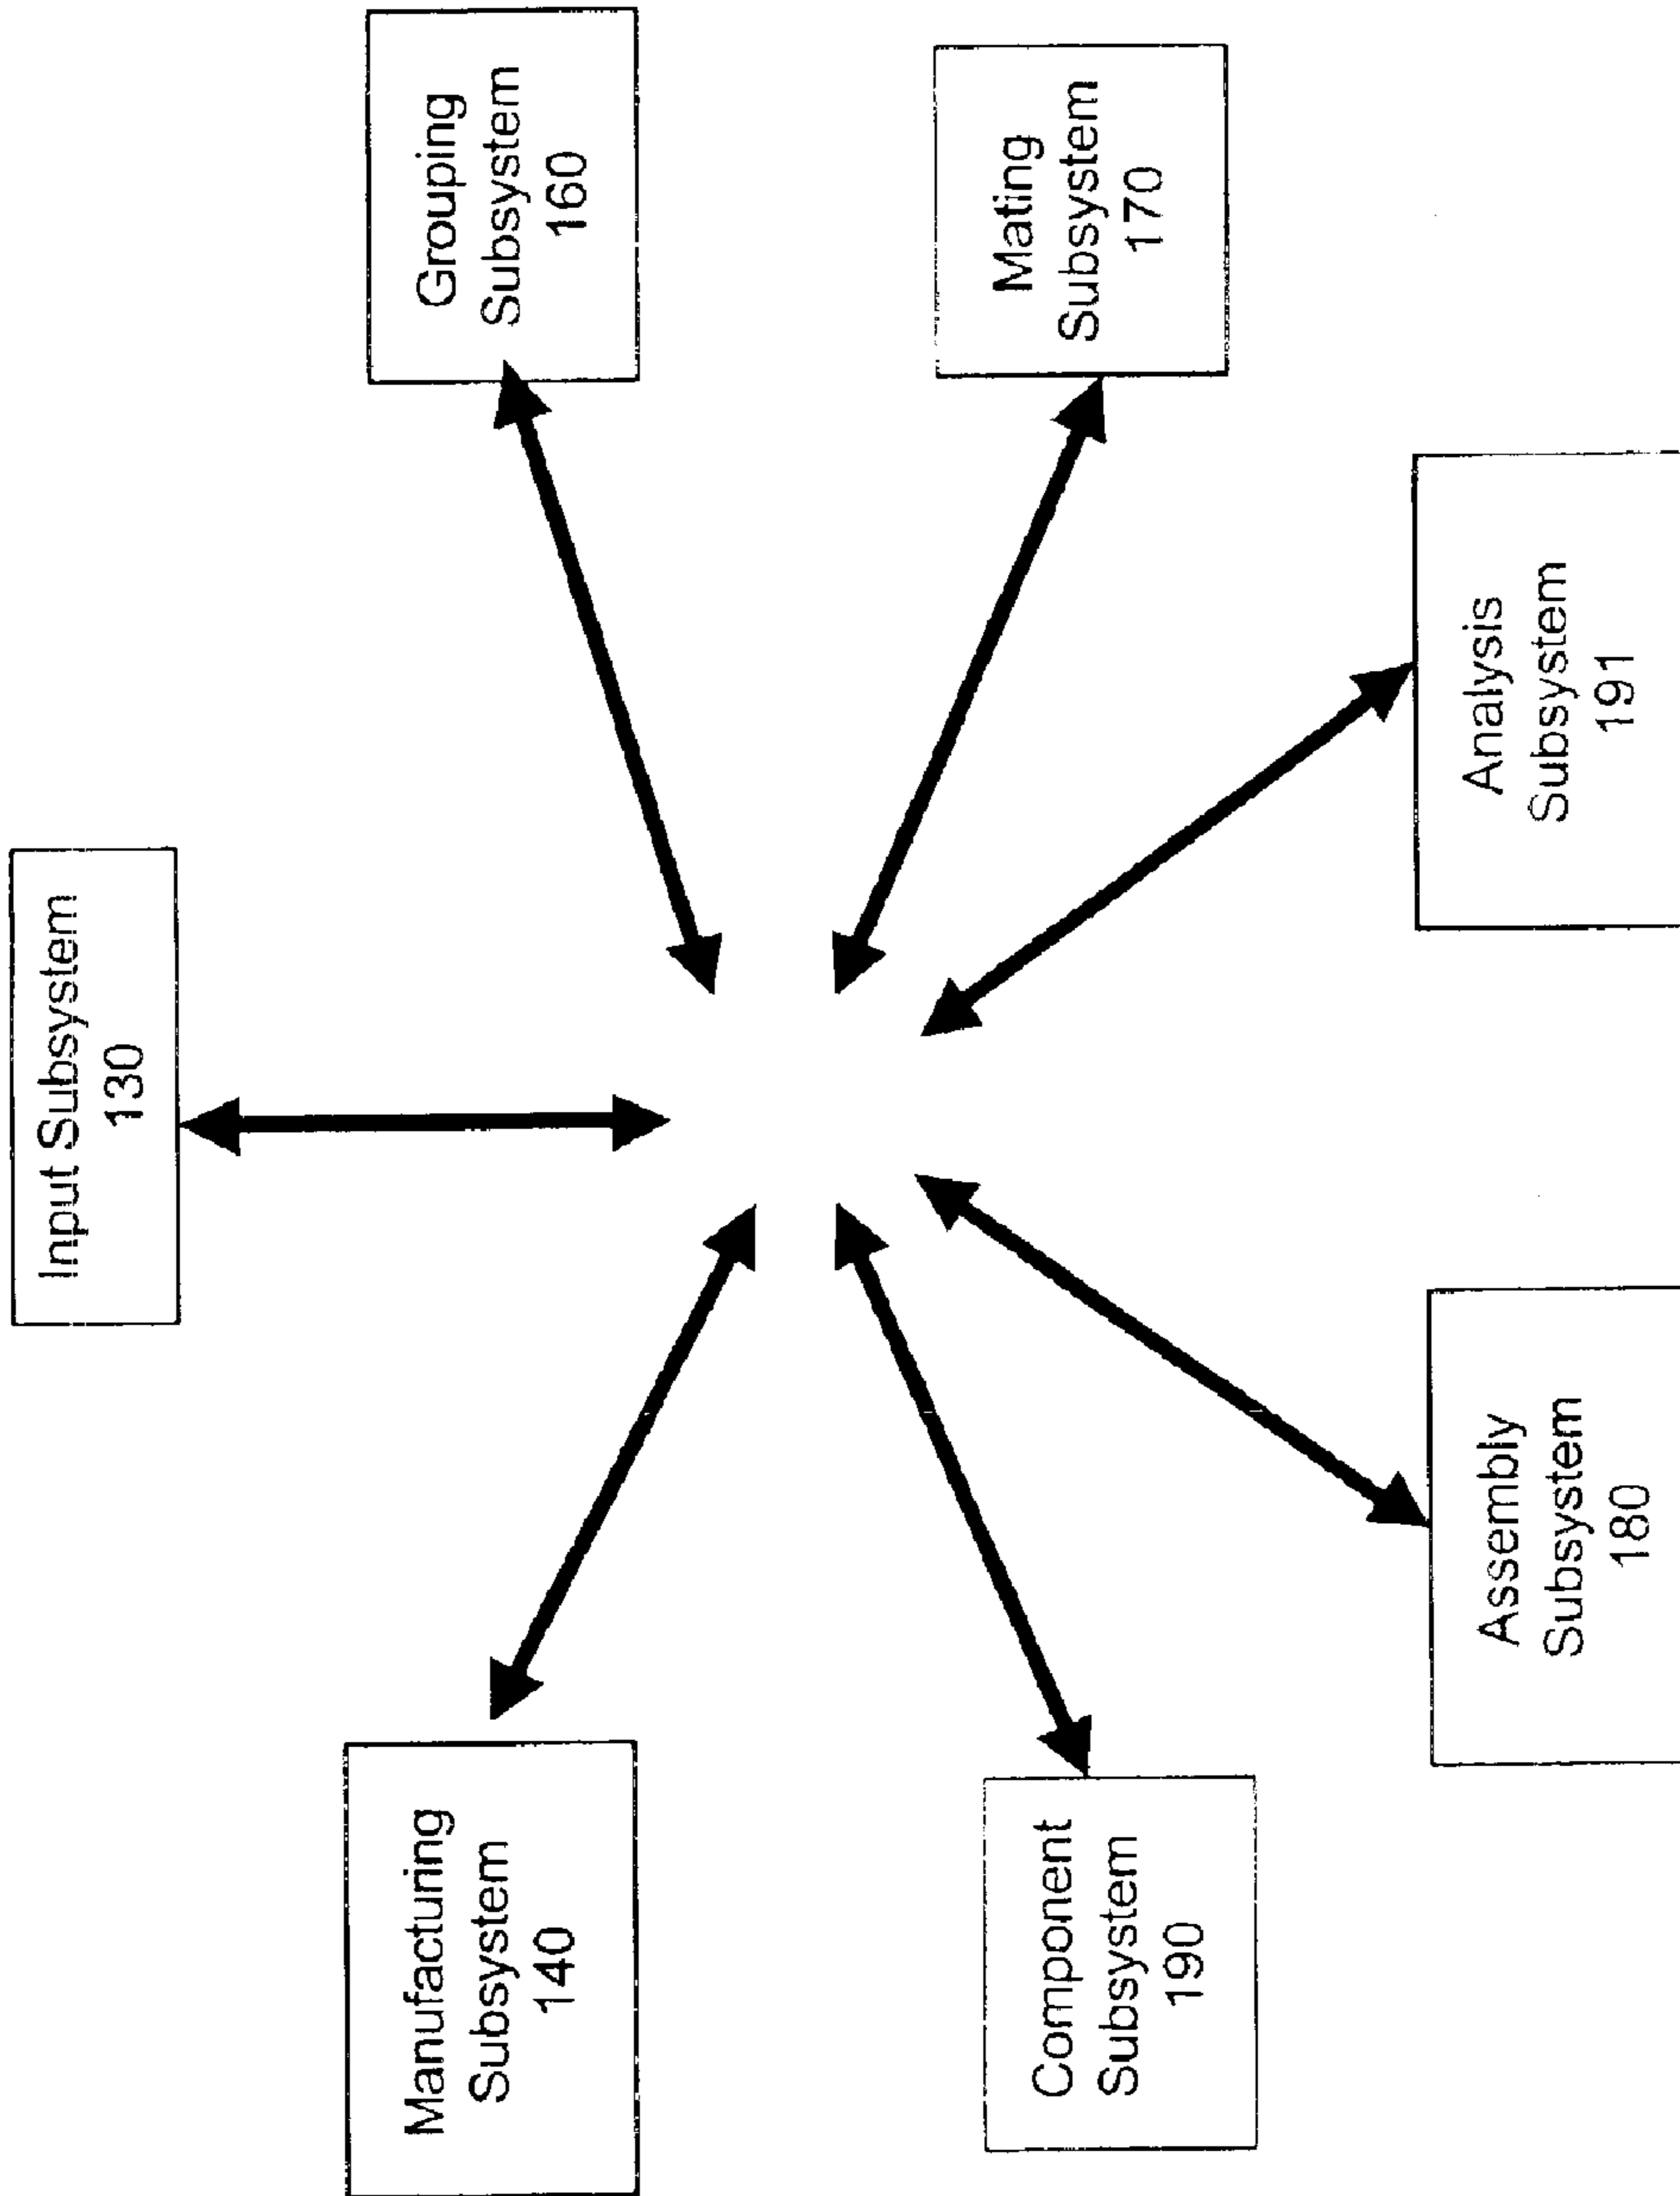 Input Subsystem
130
Manufacturing
Subsystem
140
Grouping
Subsystem
160
Component
Subsystem
190
Mating
Subsystem
170
Assembly
Subsystem
180
Analysis
Subsystem
191